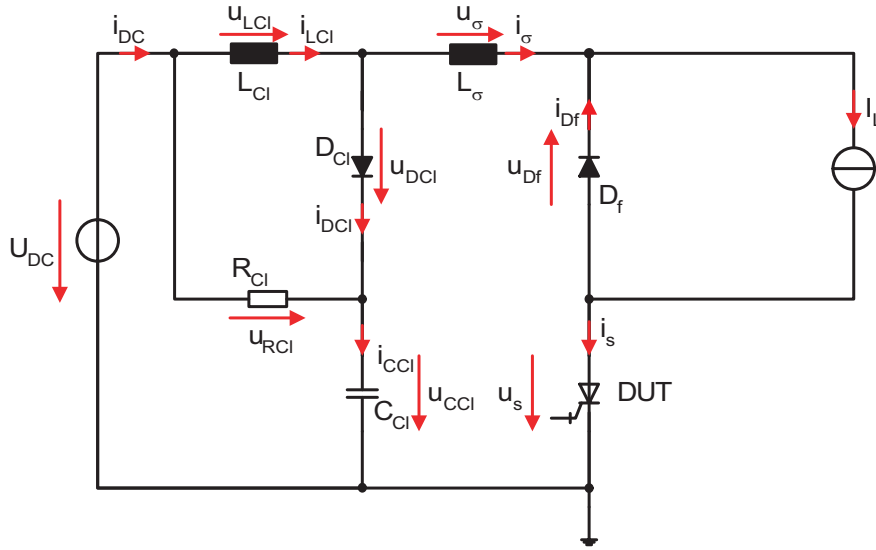 u_LCl
u_σ
i_DC
i_LCl
i_σ
L_Cl
L_σ
i_Df
I_L
D_Cl
u_DCl
u_Df
D_f
i_DCl
U_DC
R_Cl
u_RCl
i_s
i_CCl
u_CCl
u_s
DUT
C_Cl